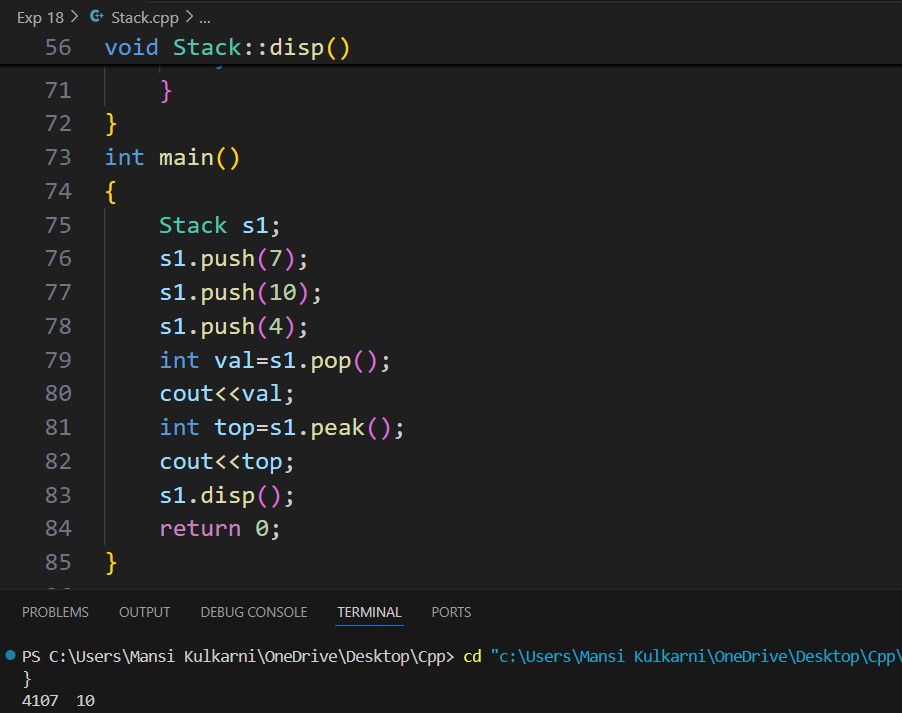 Exp 18 > Stack.cpp > ...
56 void Stack::disp()
71 }
72 }
73 int main()
74 {
75 Stack s1;
76 s1.push(7);
77 s1.push(10);
78 s1.push(4);
79 int val=s1.pop();
80 cout<<val;
81 int top=s1.peak();
82 cout<<top;
83 s1.disp();
84 return 0;
85 }
PROBLEMS OUTPUT DEBUG CONSOLE TERMINAL PORTS
PS C:\Users\Mansi Kulkarni\OneDrive\Desktop\Cpp> cd "c:\Users\Mansi Kulkarni\OneDrive\Desktop\Cpp\
}
4107 10